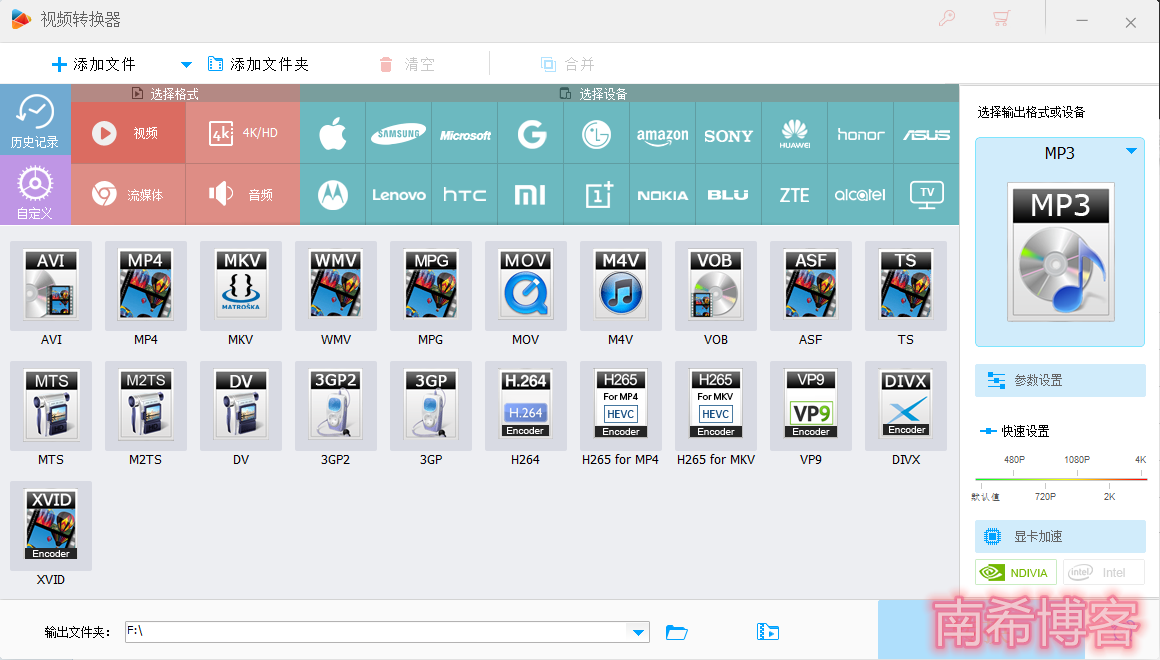 视频转换器
添加文件 添加文件夹 清空 合并
历史记录
自定义
选择格式
视频 4k 4K/HD
流媒体 音频
选择设备
SAMSUNG Microsoft G LG amazon SONY HUAWEI honor ASUS
Lenovo hTC MI 1+ NOKIA BLU ZTE alcatel TV
AVI MP4 MKV MATROŠKA WMV MPG MOV M4V VOB ASF TS
AVI MP4 MKV WMV MPG MOV M4V VOB ASF TS
MTS M2TS DV 3GP2 3GP H.264 H.264 Encoder H265 For MP4 HEVC Encoder H265 For MKV HEVC Encoder VP9 VP9 Encoder DIVX Encoder
MTS M2TS DV 3GP2 3GP H264 H265 for MP4 H265 for MKV VP9 DIVX
XVID
Encoder
XVID
选择输出格式或设备
MP3
MP3
参数设置
快速设置
480P 1080P 4K
默认值 720P 2K
显卡加速
NDIVIA intel Intel
输出文件夹： F:\
南希博客